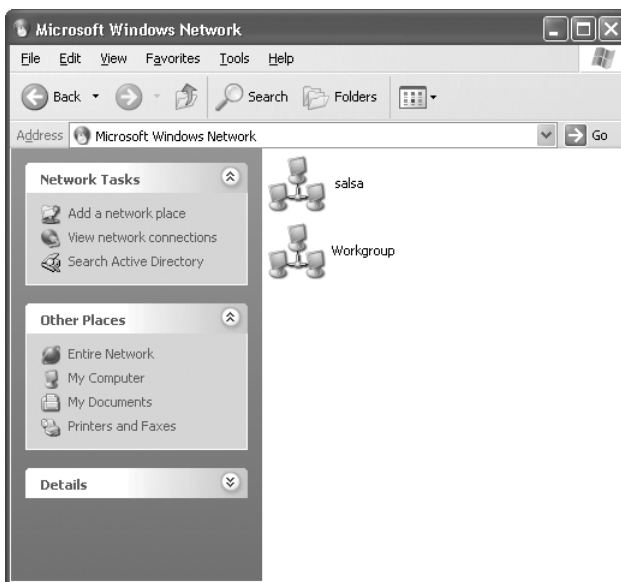 Microsoft Windows Network
File Edit View Favorites Tools Help
Back Search Folders
Address Microsoft Windows Network Go
Network Tasks
Add a network place
View network connections
Search Active Directory
Other Places
Entire Network
My Computer
My Documents
Printers and Faxes
Details
salsa
Workgroup